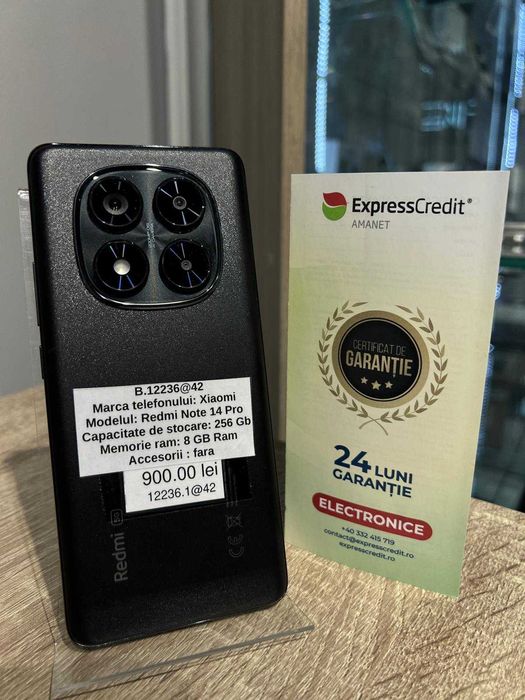 B.12236@42
Marca telefonului: Xiaomi
Modelul: Redmi Note 14 Pro
Capacitate de stocare: 256 Gb
Memorie ram: 8 GB Ram
Accesorii : fara
900.00 lei
12236.1@42
Redmi 5G
CE
ExpressCredit®
AMANET
CERTIFICAT DE
GARANȚIE
24 LUNI
GARANȚIE
ELECTRONICE
+40 332 415 719
contact@expresscredit.ro
expresscredit.ro